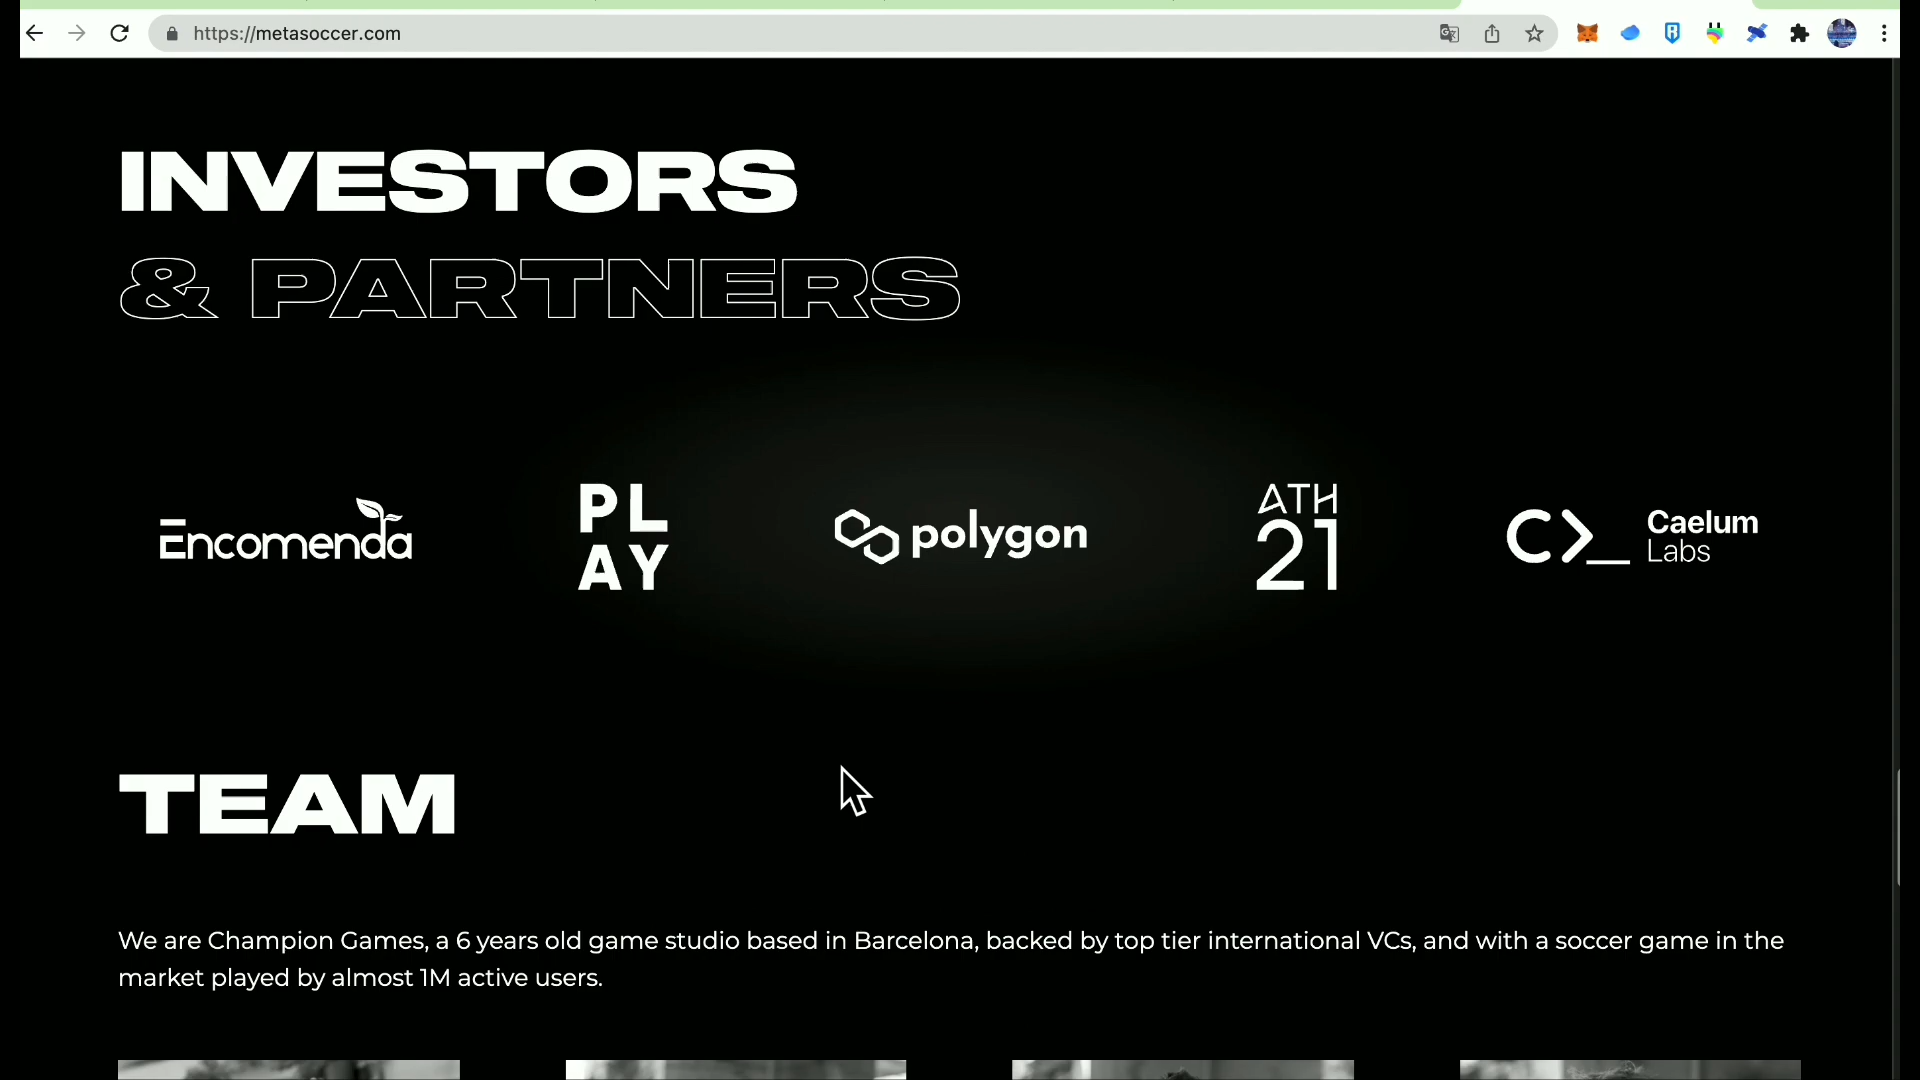 https://metasoccer.com
INVESTORS
& PARTNERS
Encomenda
PL
AY
polygon
ATH
21
Caelum
Labs
TEAM
We are Champion Games, a 6 years old game studio based in Barcelona, backed by top tier international VCs, and with a soccer game in the
market played by almost 1M active users.